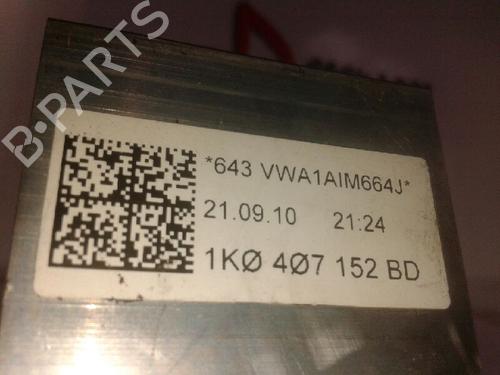 B-PARTS
*643 VWA1AIM664J*
21.09.10 21:24
1KØ 4Ø7 152 BD